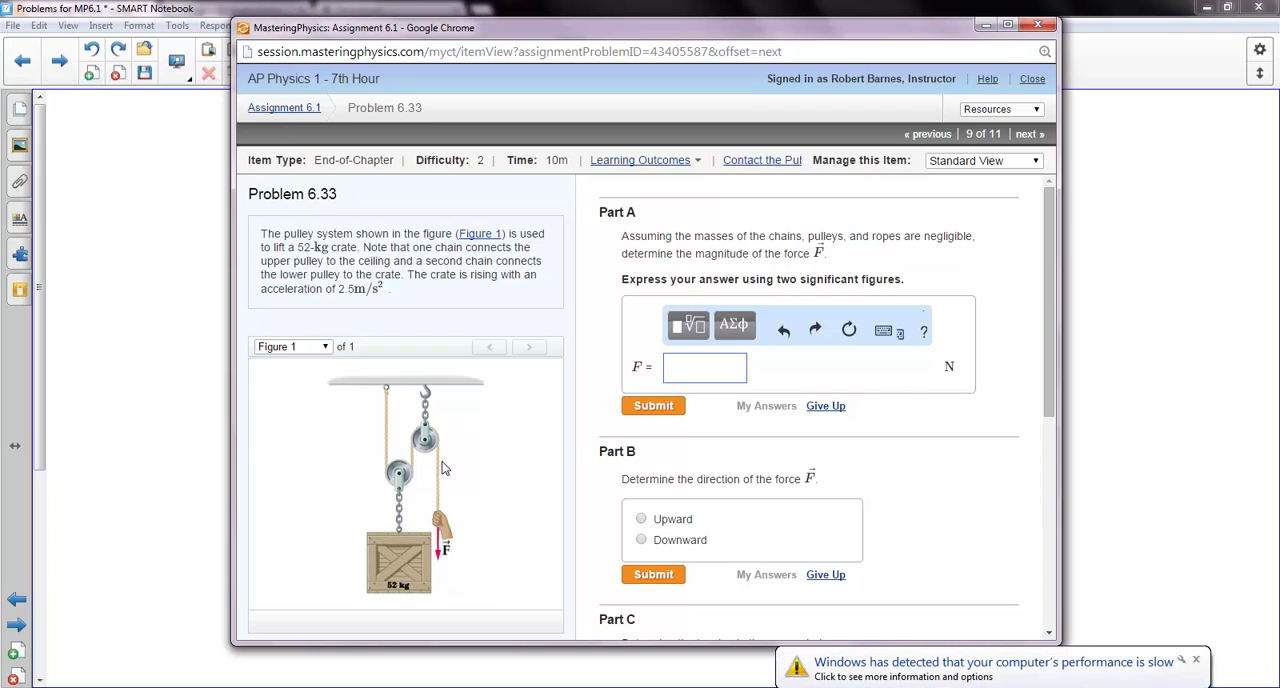 Problems for MP6.1 * - SMART Notebook
File Edit View Insert Format Tools Respon
MasteringPhysics: Assignment 6.1 - Google Chrome
session.masteringphysics.com/myct/itemView?assignmentProblemID=43405587&offset=next
AP Physics 1 - 7th Hour
Signed in as Robert Barnes, Instructor | Help | Close
Assignment 6.1 Problem 6.33
Resources
« previous | 9 of 11 | next »
Item Type: End-of-Chapter | Difficulty: 2 | Time: 10m | Learning Outcomes | Contact the Pul Manage this Item: Standard View
Problem 6.33
The pulley system shown in the figure (Figure 1) is used
to lift a 52-kg crate. Note that one chain connects the
upper pulley to the ceiling and a second chain connects
the lower pulley to the crate. The crate is rising with an
acceleration of 2.5m/s² .
Figure 1 of 1
52 kg
F
Part A
Assuming the masses of the chains, pulleys, and ropes are negligible,
determine the magnitude of the force F.
Express your answer using two significant figures.
ΑΣφ ?
F = N
Submit My Answers Give Up
Part B
Determine the direction of the force F.
Upward
Downward
Submit My Answers Give Up
Part C
Windows has detected that your computer's performance is slow
Click to see more information and options